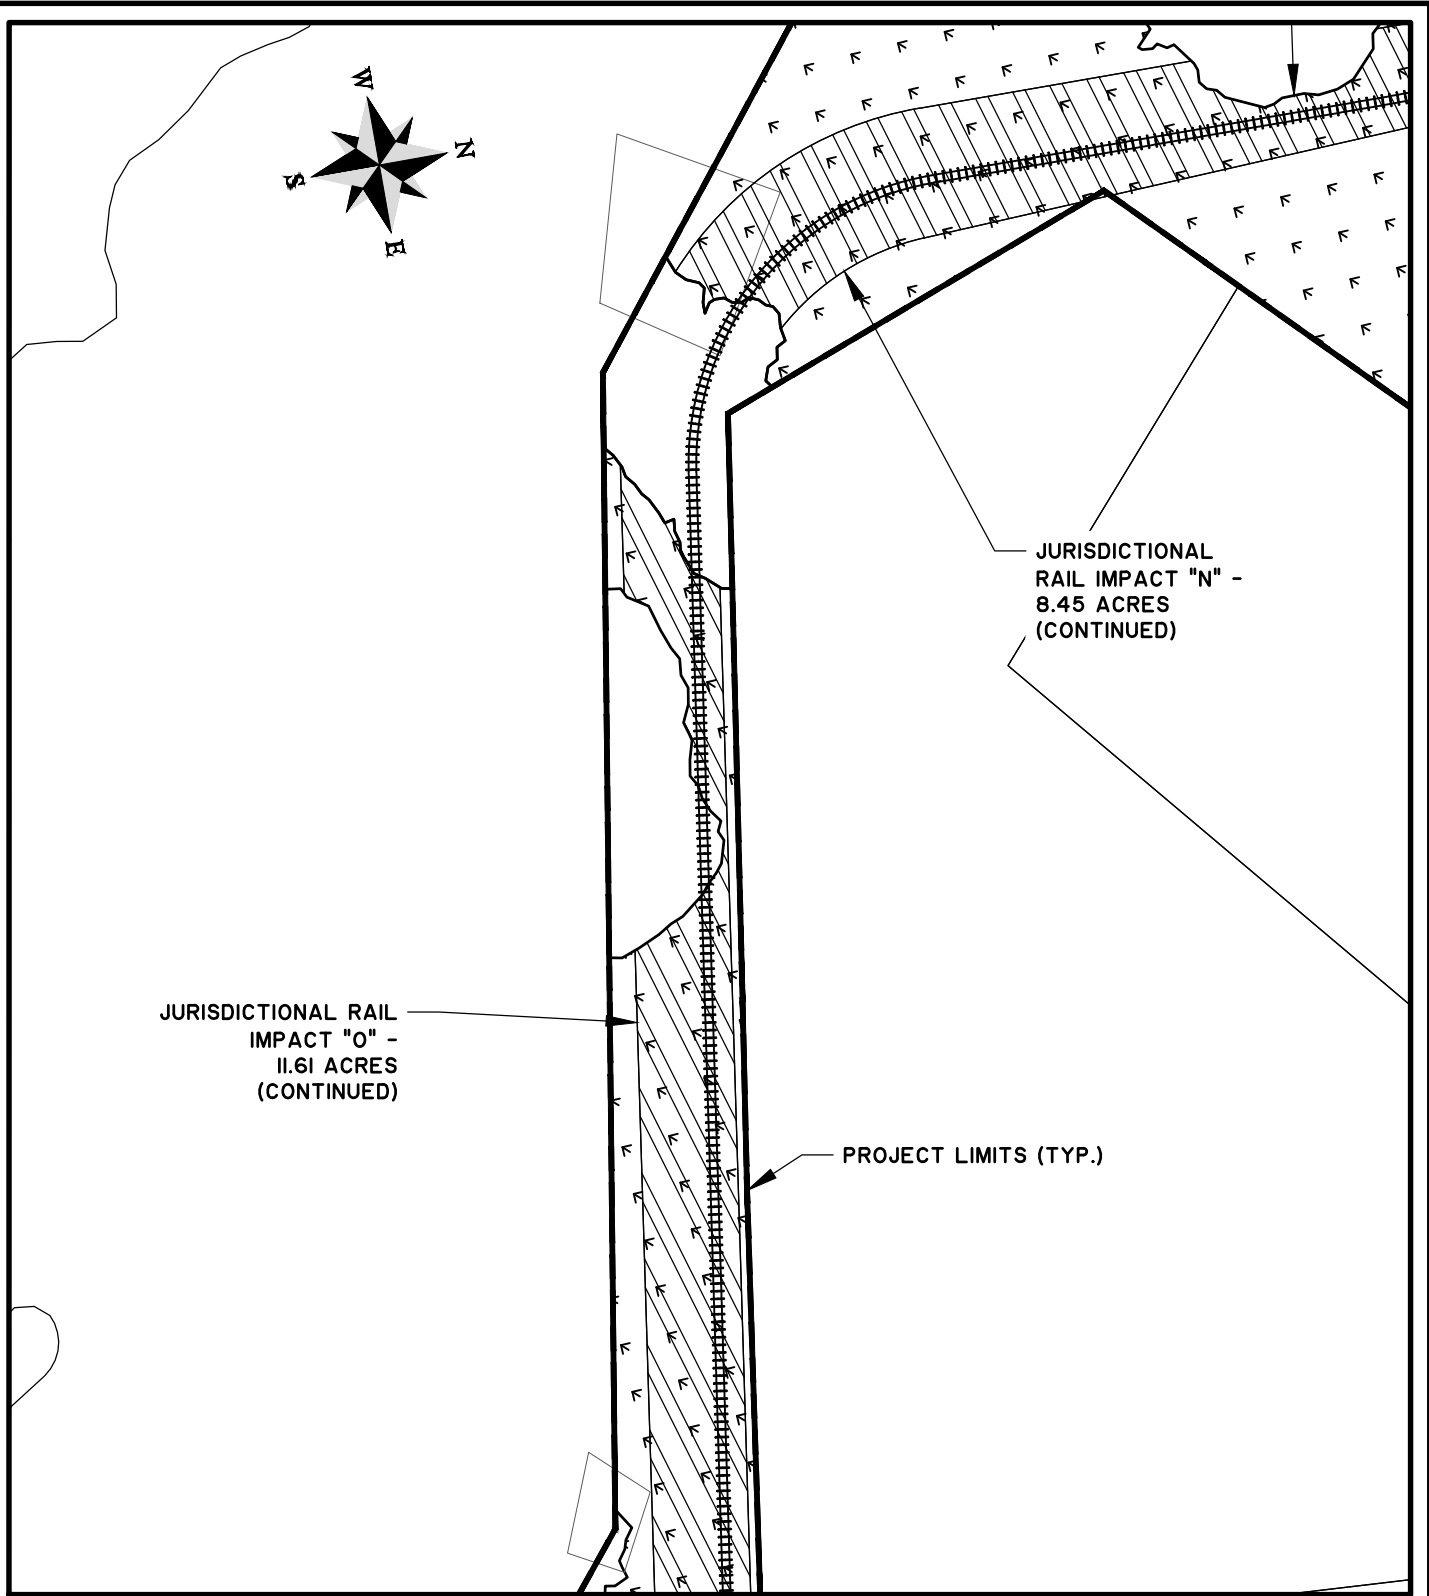 W
N
S
E
JURISDICTIONAL
RAIL IMPACT "N" -
8.45 ACRES
(CONTINUED)
JURISDICTIONAL RAIL
IMPACT "O" -
11.61 ACRES
(CONTINUED)
PROJECT LIMITS (TYP.)